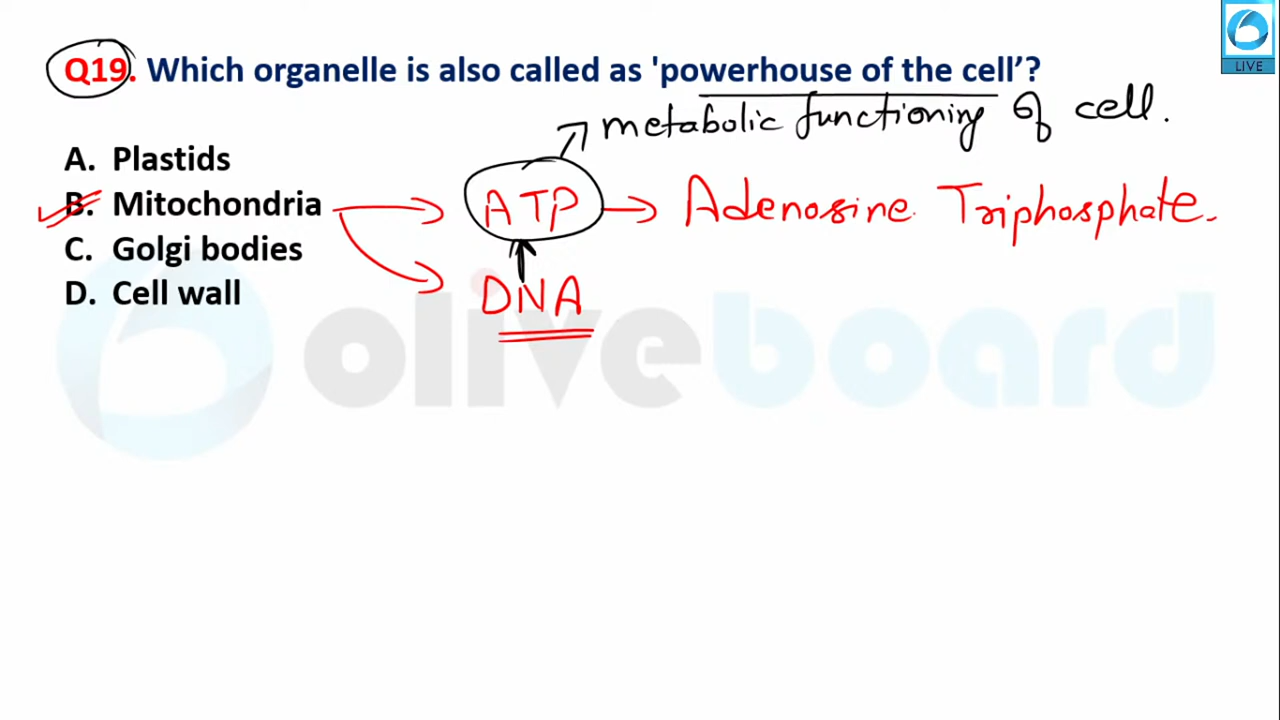 LIVE
Q19. Which organelle is also called as 'powerhouse of the cell’?
metabolic functioning of cell.
A. Plastids
B. Mitochondria
ATP → Adenosine Triphosphate.
C. Golgi bodies
D. Cell wall
DNA
oliveboard